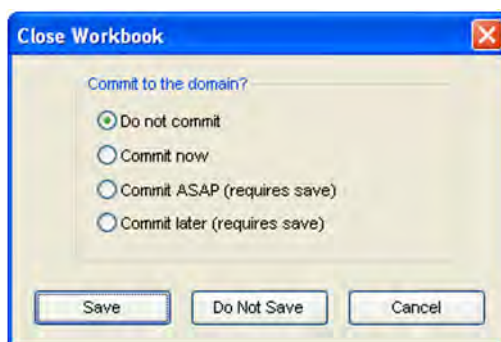 Close Workbook
Commit to the domain?
Do not commit
Commit now
Commit ASAP (requires save)
Commit later (requires save)
Save Do Not Save Cancel